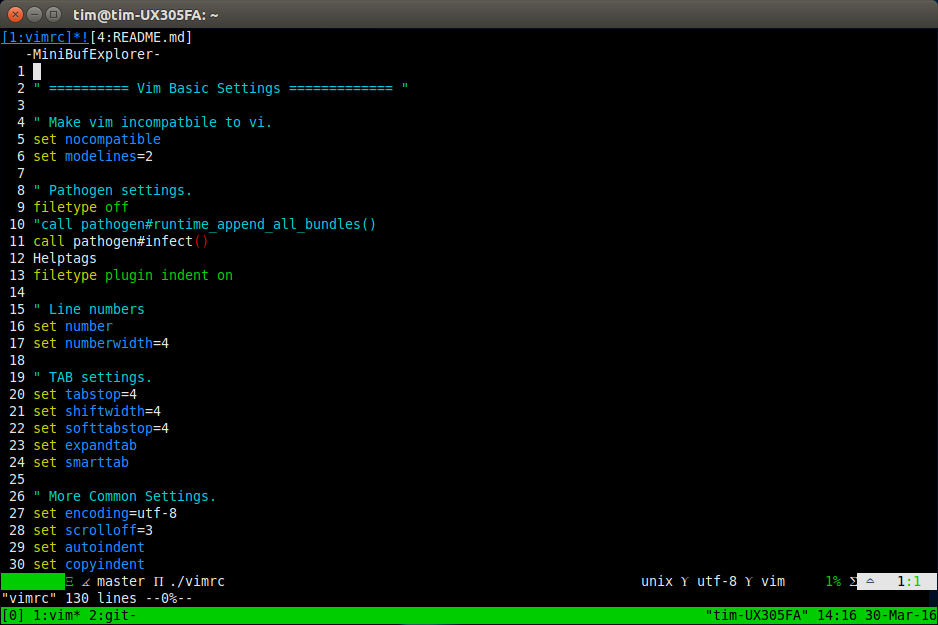 tim@tim-UX305FA: ~
[1:vimrc]*![4:README.md]
-MiniBufExplorer-
1
2 " ========== Vim Basic Settings ============= "
3
4 " Make vim incompatbile to vi.
5 set nocompatible
6 set modelines=2
7
8 " Pathogen settings.
9 filetype off
10 "call pathogen#runtime_append_all_bundles()
11 call pathogen#infect()
12 Helptags
13 filetype plugin indent on
14
15 " Line numbers
16 set number
17 set numberwidth=4
18
19 " TAB settings.
20 set tabstop=4
21 set shiftwidth=4
22 set softtabstop=4
23 set expandtab
24 set smarttab
25
26 " More Common Settings.
27 set encoding=utf-8
28 set scrolloff=3
29 set autoindent
30 set copyindent
master Π ./vimrc unix ϒ utf-8 ϒ vim 1% Σ 1:1
"vimrc" 130 lines --0%--
[0] 1:vim* 2:git- "tim-UX305FA" 14:16 30-Mar-16